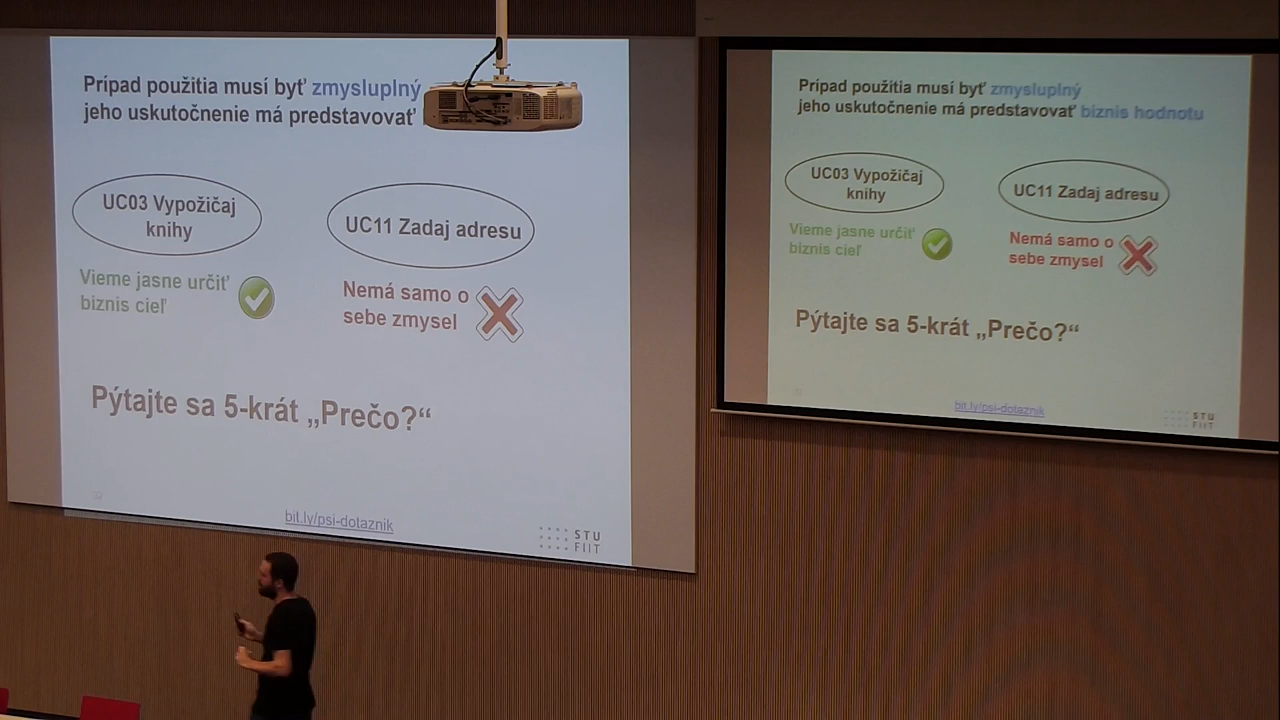 Prípad použitia musí byť zmysluplný
jeho uskutočnenie má predstavovať
UC03 Vypožičaj
knihy
UC11 Zadaj adresu
Vieme jasne určiť
biznis cieľ
Nemá samo o
sebe zmysel
Pýtajte sa 5-krát „Prečo?“
bit.ly/psi-dotaznik
STU
FIIT
Prípad použitia musí byť zmysluplný
jeho uskutočnenie má predstavovať biznis hodnotu
UC03 Vypožičaj
knihy
UC11 Zadaj adresu
Vieme jasne určiť
biznis cieľ
Nemá samo o
sebe zmysel
Pýtajte sa 5-krát „Prečo?“
bit.ly/psi-dotaznik
STU
FIIT